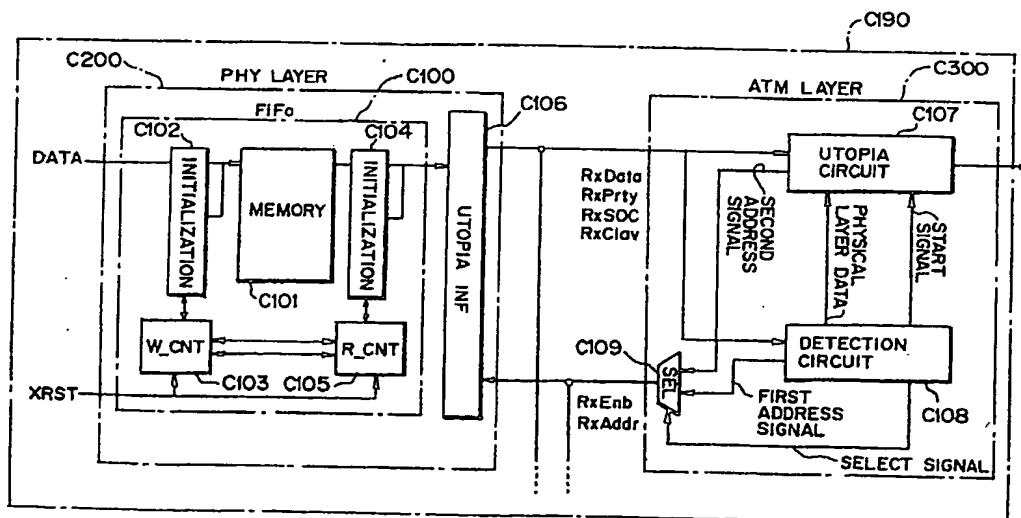 C190
C200
PHY LAYER
C100
C106
ATM LAYER
C300
FiFo
C102
C104
C107
DATA
INITIALIZATION
MEMORY
INITIALIZATION
UTOPIA INF
UTOPIA
CIRCUIT
RxData
RxPrty
RxSOC
RxClav
SECOND
ADDRESS
SIGNAL
PHYSICAL
LAYER DATA
START
SIGNAL
C101
W_CNT
R_CNT
C103
C105
XRST
C109
SEL
DETECTION
CIRCUIT
C108
RxEnb
RxAddr
FIRST
ADDRESS
SIGNAL
SELECT SIGNAL